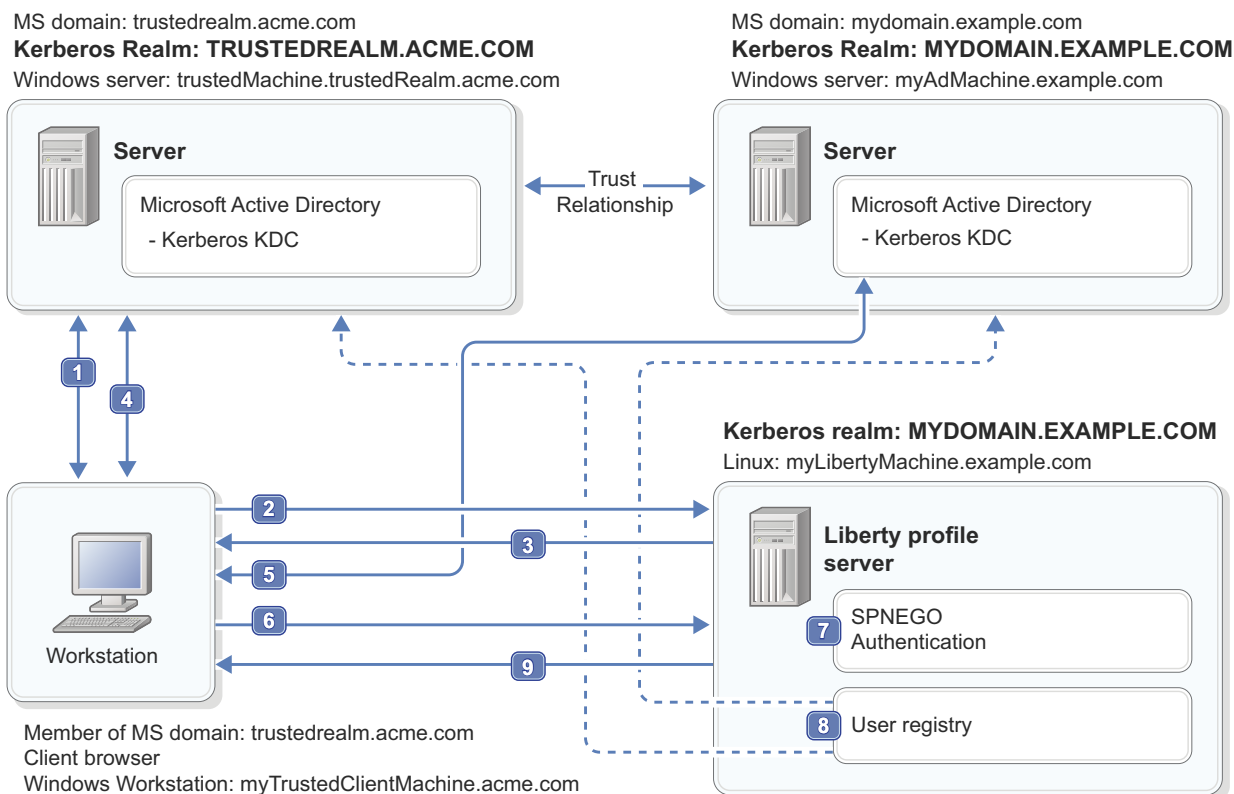 MS domain: trustedrealm.acme.com
Kerberos Realm: TRUSTEDREALM.ACME.COM
Windows server: trustedMachine.trustedRealm.acme.com
MS domain: mydomain.example.com
Kerberos Realm: MYDOMAIN.EXAMPLE.COM
Windows server: myAdMachine.example.com
Server
Microsoft Active Directory
- Kerberos KDC
Trust
Relationship
Server
Microsoft Active Directory
- Kerberos KDC
1
4
Kerberos realm: MYDOMAIN.EXAMPLE.COM
Linux: myLibertyMachine.example.com
2
3
5
6
9
Workstation
Liberty profile
server
7
SPNEGO
Authentication
8
User registry
Member of MS domain: trustedrealm.acme.com
Client browser
Windows Workstation: myTrustedClientMachine.acme.com